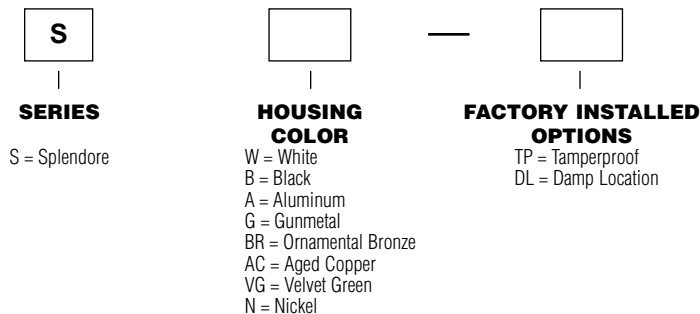 S
—
SERIES
S = Splendore
HOUSING
COLOR
W = White
B = Black
A = Aluminum
G = Gunmetal
BR = Ornamental Bronze
AC = Aged Copper
VG = Velvet Green
N = Nickel
FACTORY INSTALLED
OPTIONS
TP = Tamperproof
DL = Damp Location